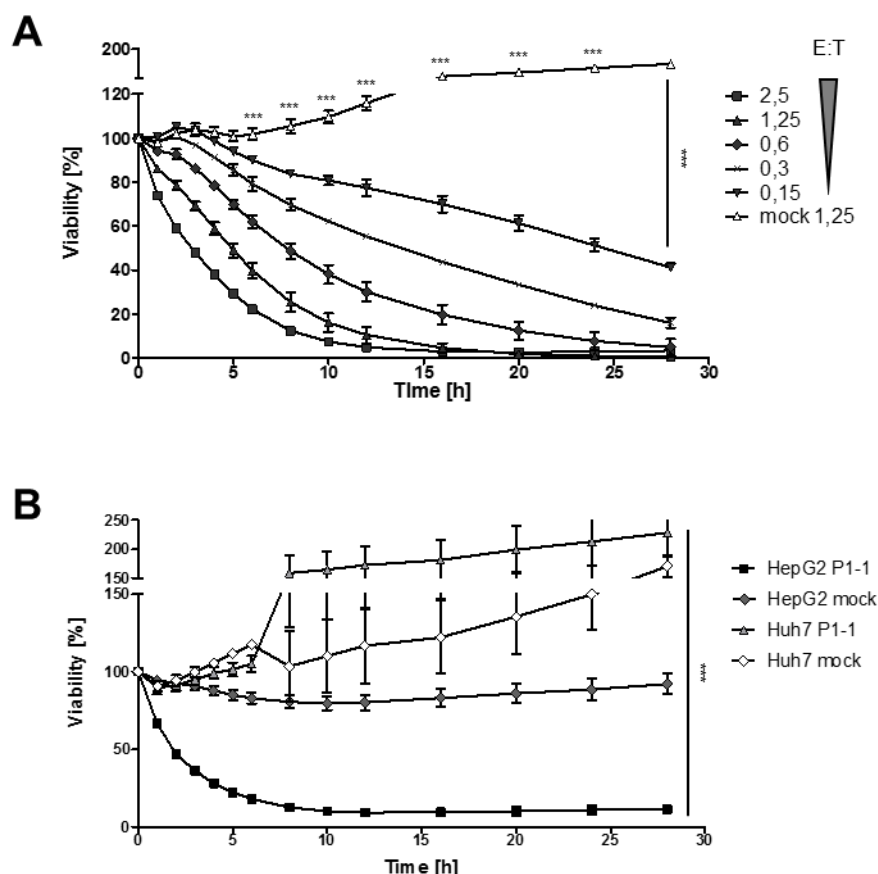 A
200
120
100
80
60
40
20
0
Viability [%]
*** *** *** *** *** *** *** ***
***
0 5 10 15 20 25 30
TIme [h]
E:T
2,5
1,25
0,6
0,3
0,15
mock 1,25
B
250
200
150
150
100
50
0
Viability [%]
***
0 5 10 15 20 25 30
Time [h]
HepG2 P1-1
HepG2 mock
Huh7 P1-1
Huh7 mock